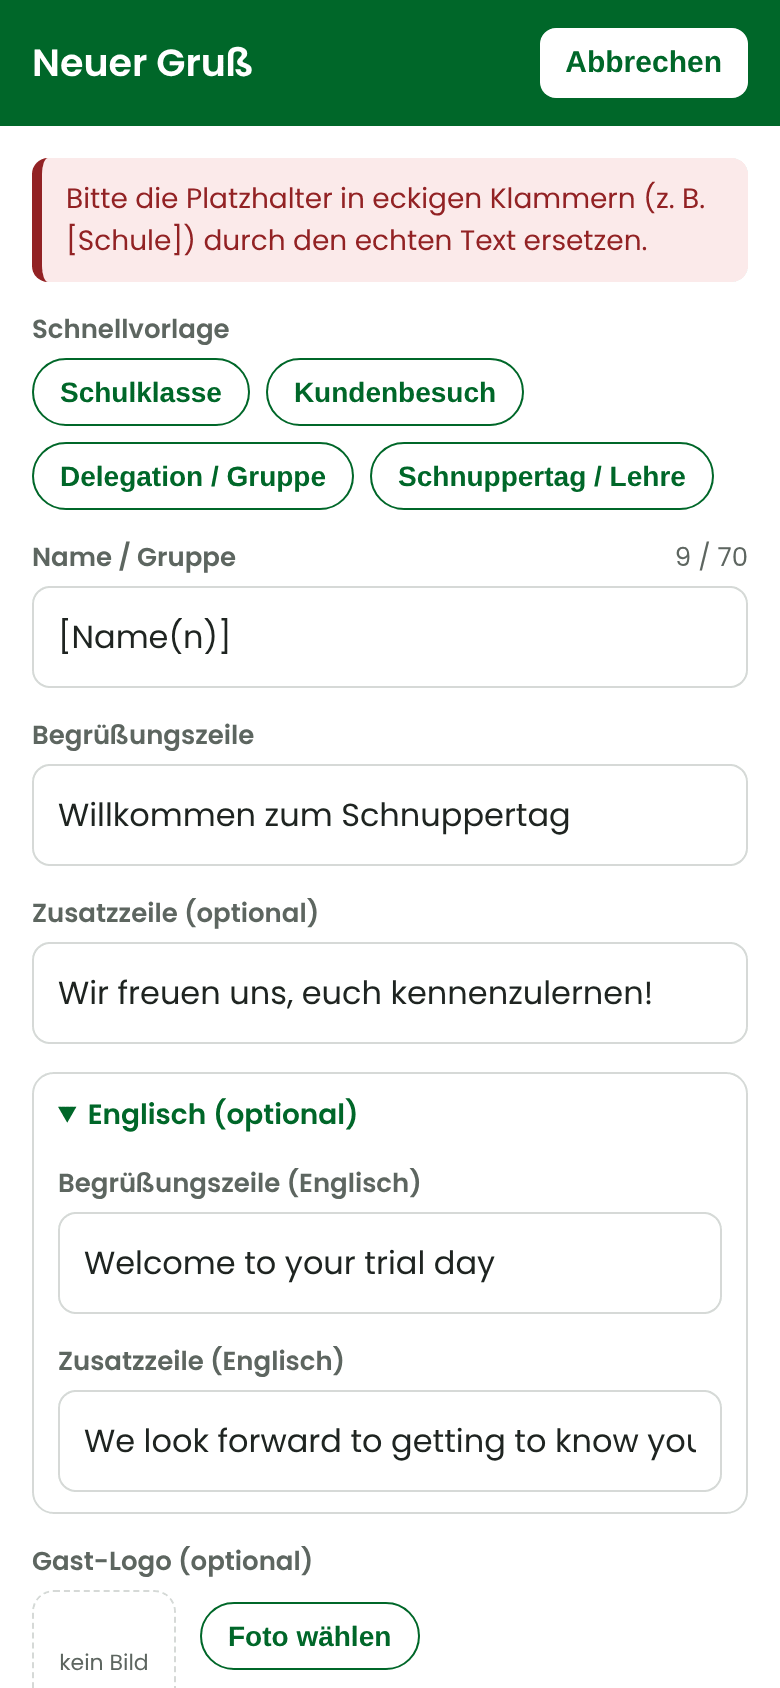 Neuer Gruß
Abbrechen
Bitte die Platzhalter in eckigen Klammern (z. B.
[Schule]) durch den echten Text ersetzen.
Schnellvorlage
Schulklasse
Kundenbesuch
Delegation / Gruppe
Schnuppertag / Lehre
Name / Gruppe
9 / 70
[Name(n)]
Begrüßungszeile
Willkommen zum Schnuppertag
Zusatzzeile (optional)
Wir freuen uns, euch kennenzulernen!
▼ Englisch (optional)
Begrüßungszeile (Englisch)
Welcome to your trial day
Zusatzzeile (Englisch)
We look forward to getting to know you
Gast-Logo (optional)
kein Bild
Foto wählen